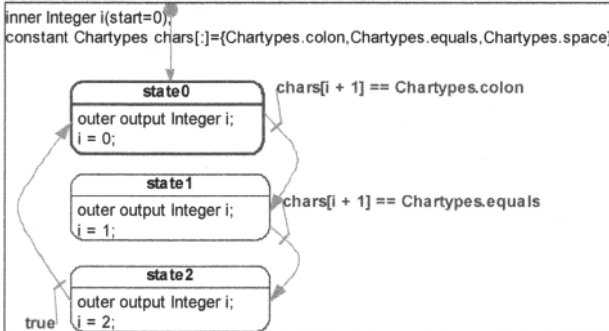 inner Integer i(start=0);
constant Chartypes chars[:]={Chartypes.colon,Chartypes.equals,Chartypes.space}
state0
chars[i + 1] == Chartypes.colon
outer output Integer i;
i = 0;
state1
chars[i + 1] == Chartypes.equals
outer output Integer i;
i = 1;
state2
outer output Integer i;
i = 2;
true